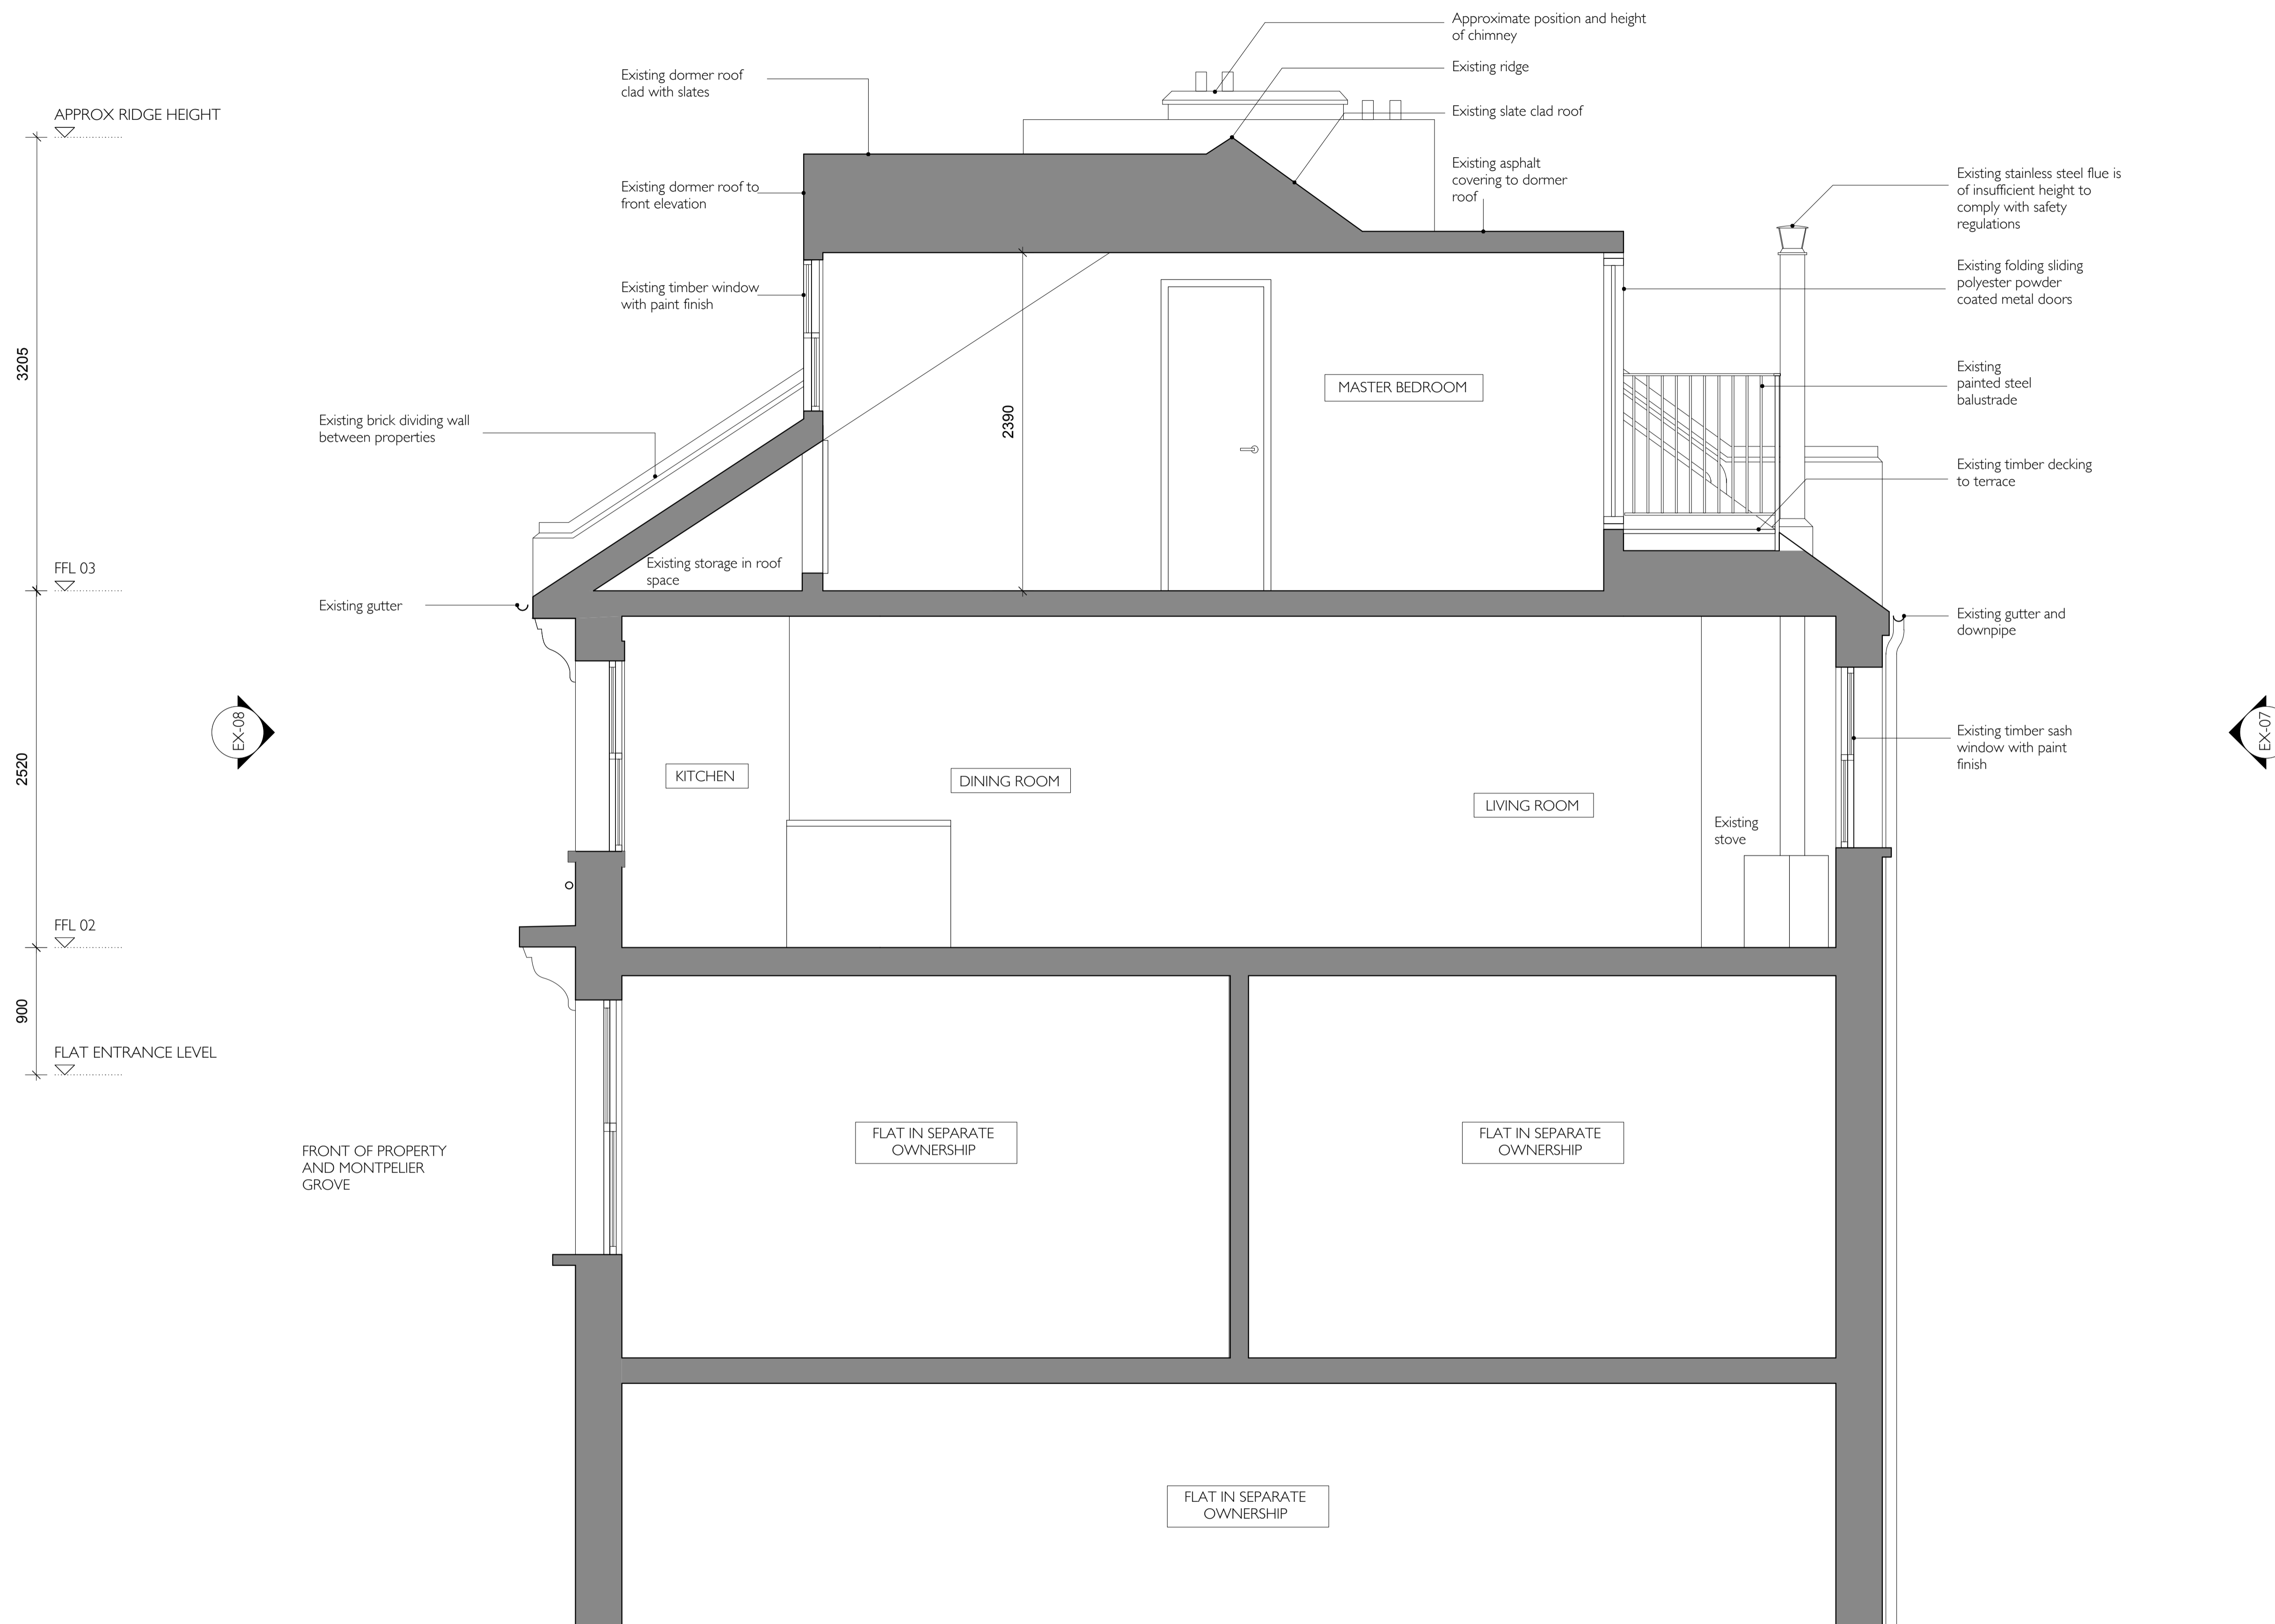 Approximate position and height
of chimney
Existing ridge
Existing dormer roof
clad with slates
Existing slate clad roof
APPROX RIDGE HEIGHT
Existing asphalt
covering to dormer
roof
Existing stainless steel flue is
of insufficient height to
comply with safety
regulations
Existing dormer roof to
front elevation
Existing folding sliding
polyester powder
coated metal doors
Existing timber window
with paint finish
3205
Existing
painted steel
balustrade
MASTER BEDROOM
2390
Existing brick dividing wall
between properties
Existing timber decking
to terrace
FFL 03
Existing storage in roof
space
Existing gutter
Existing gutter and
downpipe
EX-08
EX-07
Existing timber sash
window with paint
finish
2520
KITCHEN
DINING ROOM
LIVING ROOM
Existing
stove
FFL 02
900
FLAT ENTRANCE LEVEL
FRONT OF PROPERTY
AND MONTPELIER
GROVE
FLAT IN SEPARATE
OWNERSHIP
FLAT IN SEPARATE
OWNERSHIP
FLAT IN SEPARATE
OWNERSHIP